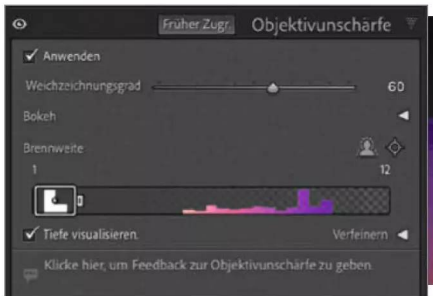 Früher Zugr. Objektivunschärfe
Anwenden
Weichzeichnungsgrad 60
Bokeh
Brennweite
1 12
Tiefe visualisieren. Verfeinern
Klicke hier, um Feedback zur Objektivunschärfe zu geben.